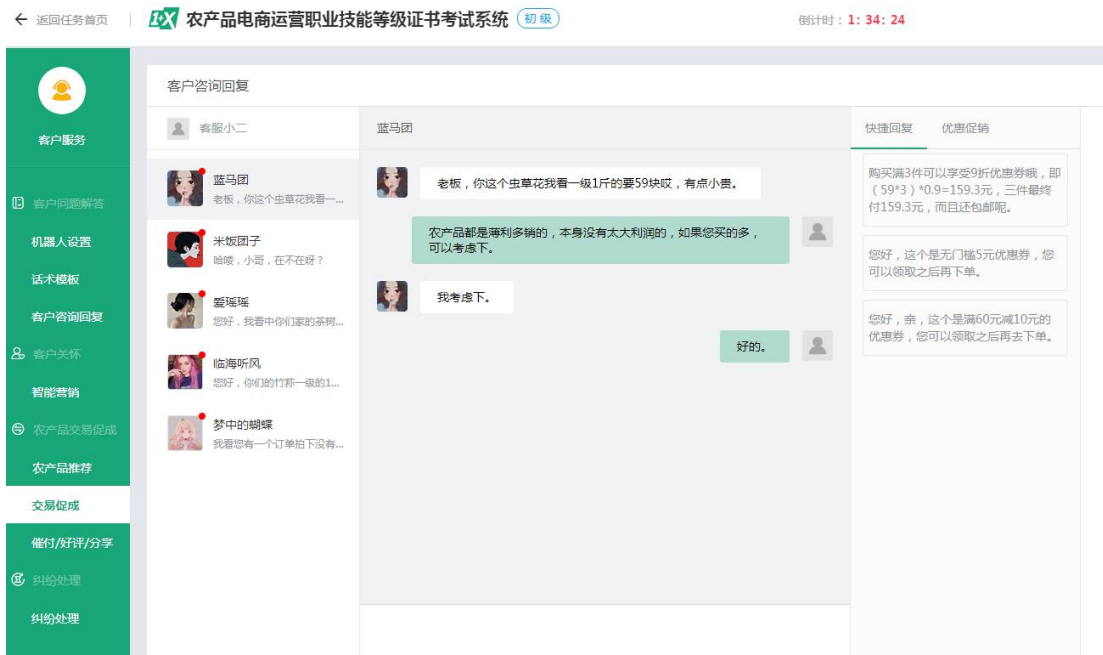 返回任务首页
1+X 农产品电商运营职业技能等级证书考试系统 初级
倒计时：1: 34: 24
客户服务
客户问题解答
机器人设置
话术模板
客户咨询回复
客户关怀
智能营销
农产品交易促成
农产品推荐
交易促成
催付/好评/分享
纠纷处理
纠纷处理
客户咨询回复
客服小二
蓝马团
老板，你这个虫草花我看一...
米饭团子
哈喽，小哥，在不在呀？
爱瑶瑶
您好，我看中你们家的茶树...
临海听风
您好，你们的竹荪一级的1...
梦中的蝴蝶
我看您有一个订单拍下没有...
蓝马团
老板，你这个虫草花我看一级1斤的要59块哎，有点小贵。
农产品都是薄利多销的，本身没有太大利润的，如果您买的多，
可以考虑下。
我考虑下。
好的。
快捷回复 优惠促销
购买满3件可以享受9折优惠券哦，即
（59*3）*0.9=159.3元，三件最终
付159.3元，而且还包邮呢。
您好，这个是无门槛5元优惠券，您
可以领取之后再下单。
您好，亲，这个是满60元减10元的
优惠券，您可以领取之后再去下单。